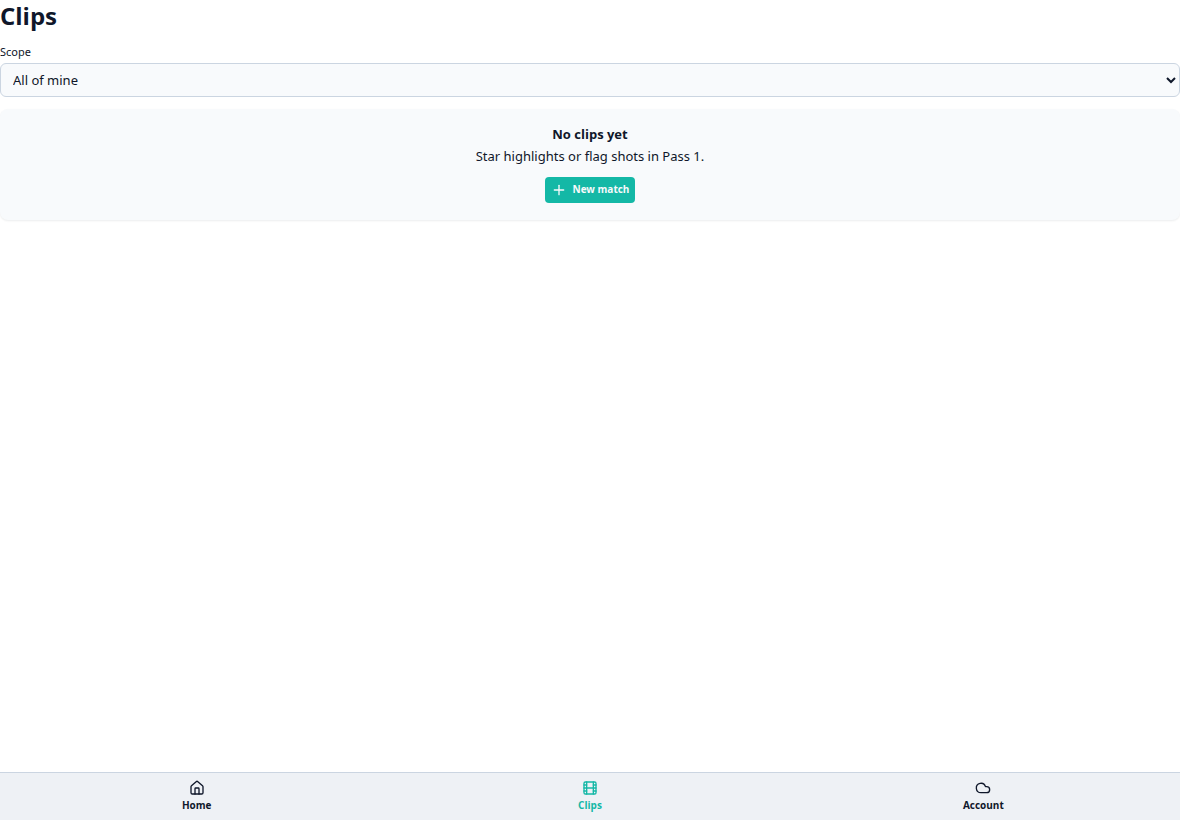 Clips
Scope
All of mine
No clips yet
Star highlights or flag shots in Pass 1.
New match
Home
Clips
Account